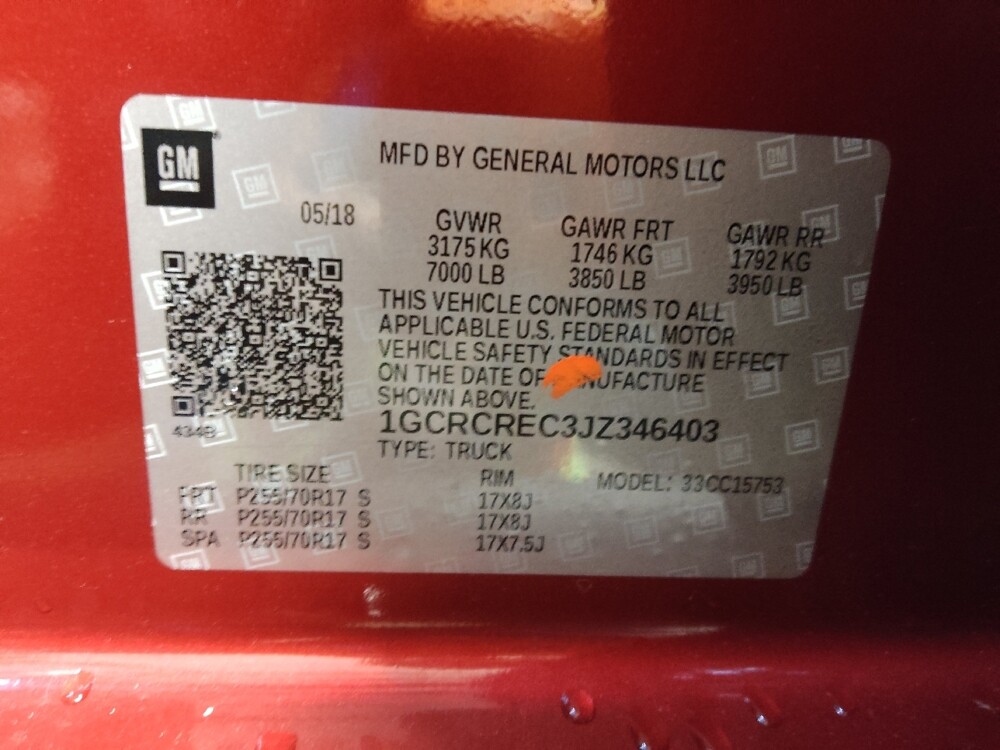 GM
MFD BY GENERAL MOTORS LLC
05/18
GVWR GAWR FRT GAWR RR
3175 KG 1746 KG 1792 KG
7000 LB 3850 LB 3950 LB
THIS VEHICLE CONFORMS TO ALL
APPLICABLE U.S. FEDERAL MOTOR
VEHICLE SAFETY STANDARDS IN EFFECT
ON THE DATE OF MANUFACTURE
SHOWN ABOVE.
434B
1GCRCREC3JZ346403
TYPE: TRUCK
TIRE SIZE RIM MODEL: 33CC15753
FRT P255/70R17 S 17X8J
RR P255/70R17 S 17X8J
SPA P255/70R17 S 17X7.5J